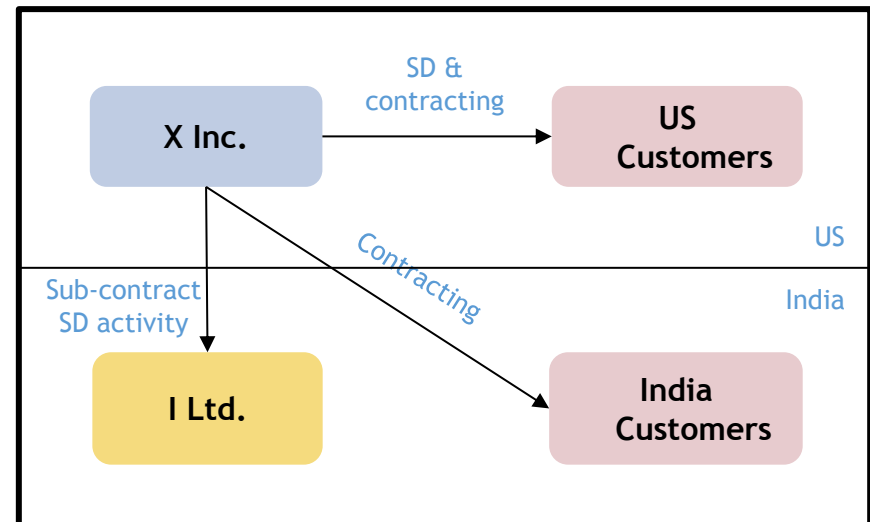 SD &
contracting
X Inc.
US
Customers
US
Contracting
Sub-contract
SD activity
India
I Ltd.
India
Customers